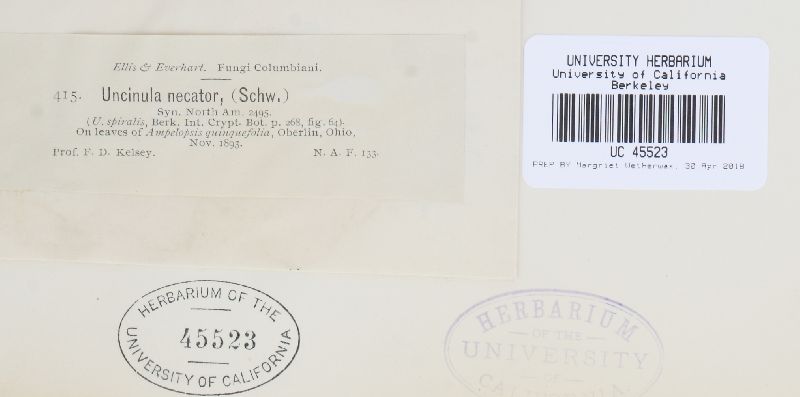 Ellis & Everhart. Fungi Columbiani.
415. Uncinula necator, (Schw.)
Syn. North Am. 2495.
(U. spiralis, Berk. Int. Crypt. Bot. p. 268, fig. 64).
On leaves of Ampelopsis quinquefolia, Oberlin, Ohio,
Nov. 1893.
Prof. F. D. Kelsey. N. A. F. 133.
UNIVERSITY HERBARIUM
University of California
Berkeley
UC 45523
PREP BY Margriet Wetherwax, 30 Apr 2018
HERBARIUM OF THE
45523
UNIVERSITY OF CALIFORNIA
HERBARIUM
OF THE
UNIVERSITY
OF
CALIFORNIA.